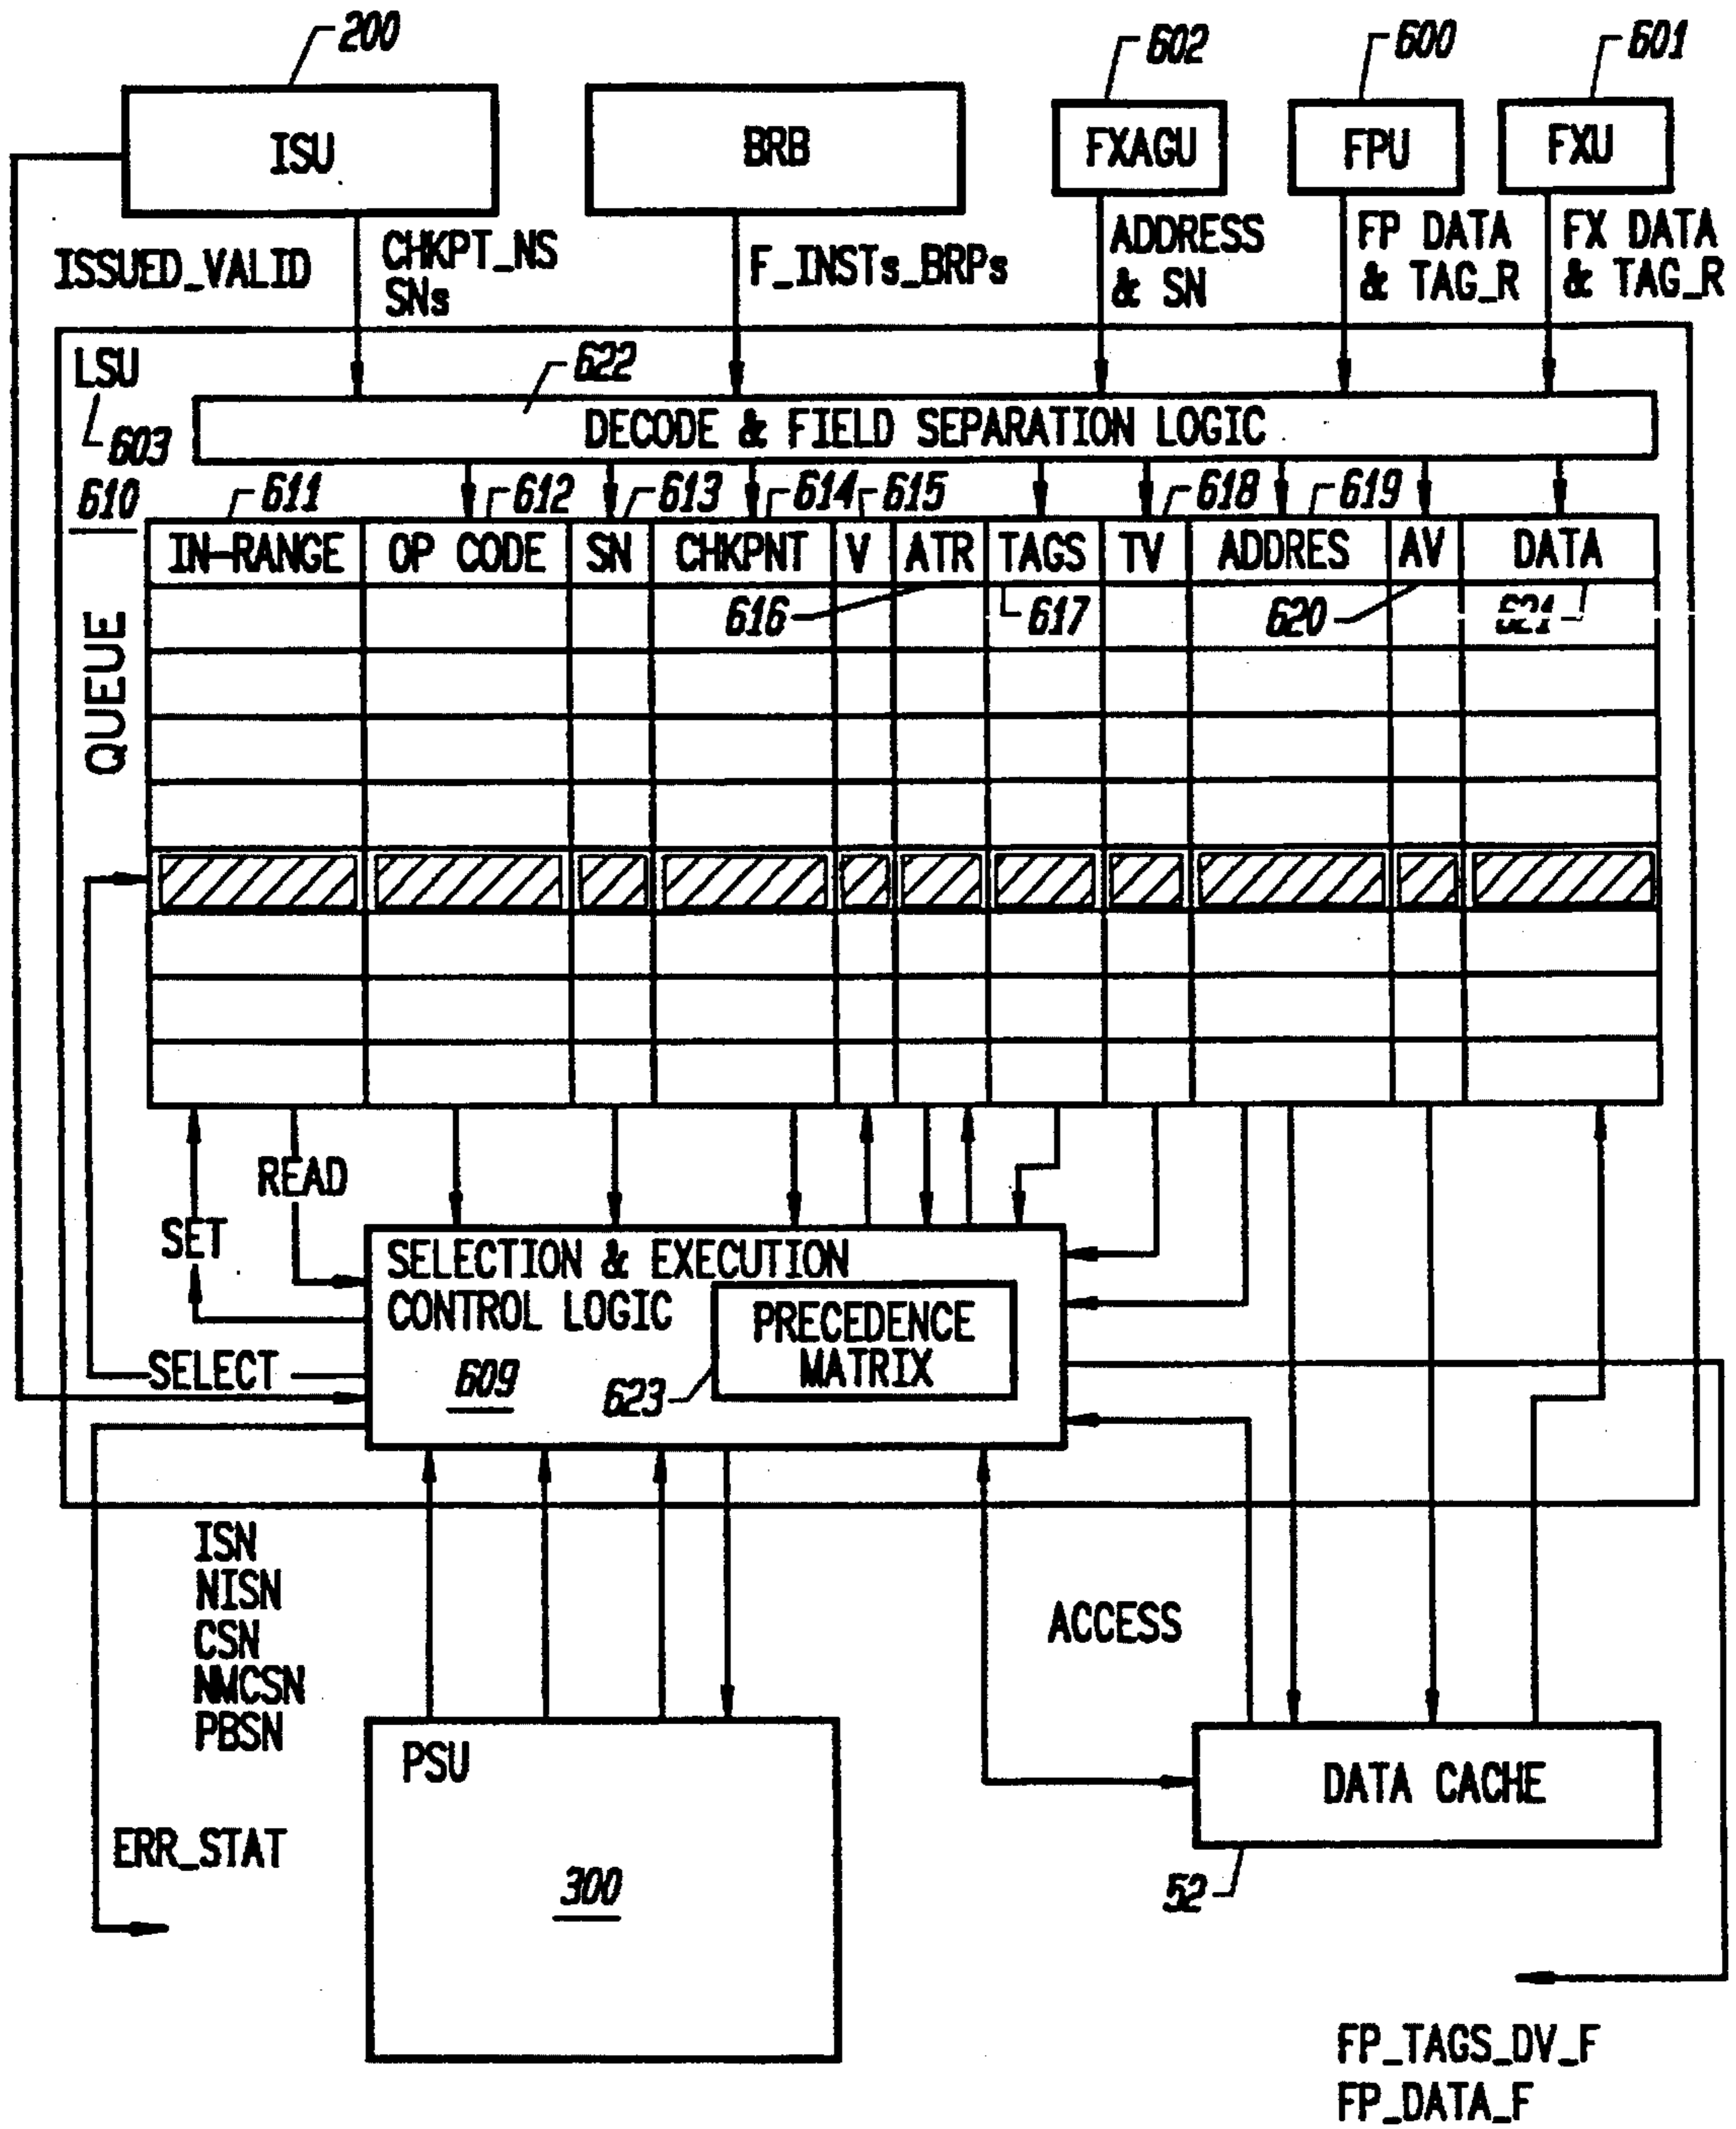 200
602
600
601
ISU
BRB
FXAGU
FPU
FXU
ISSUED_VALID
CHKPT_NS
SNs
F_INSTs_BRPs
ADDRESS
& SN
FP DATA
& TAG_R
FX DATA
& TAG_R
LSU
603
622
DECODE & FIELD SEPARATION LOGIC
610
611
612
613
614
615
618
619
IN-RANGE
OP CODE
SN
CHKPNT
V
ATR
TAGS
TV
ADDRES
AV
DATA
616
617
620
621
QUEUE
READ
SET
SELECT
SELECTION & EXECUTION
CONTROL LOGIC
609
PRECEDENCE
MATRIX
623
ISN
NISN
CSN
NMCSN
PBSN
ACCESS
PSU
300
DATA CACHE
52
ERR_STAT
FP_TAGS_DV_F
FP_DATA_F